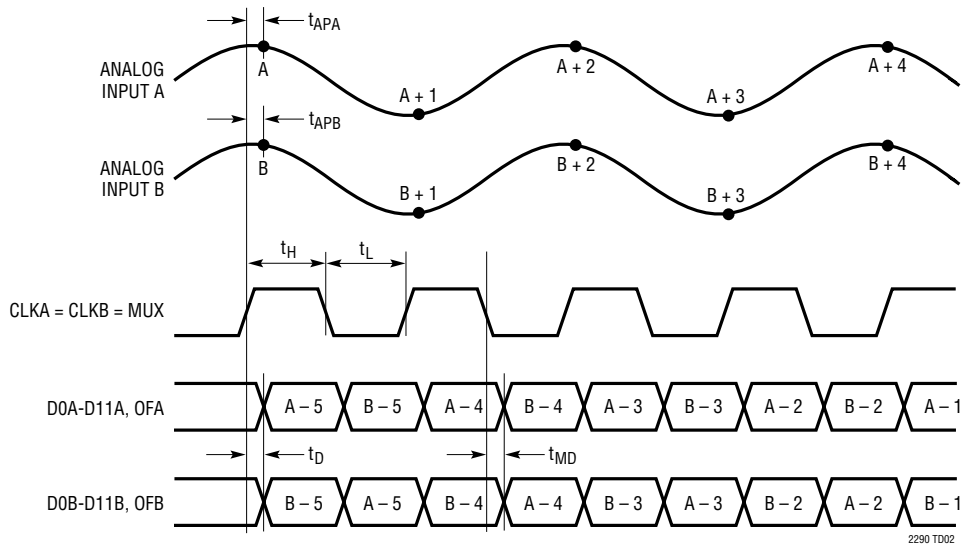 tAPA
ANALOG
INPUT A
A
A + 1
A + 2
A + 3
A + 4
tAPB
ANALOG
INPUT B
B
B + 1
B + 2
B + 3
B + 4
tH
tL
CLKA = CLKB = MUX
D0A-D11A, OFA
A – 5
B – 5
A – 4
B – 4
A – 3
B – 3
A – 2
B – 2
A – 1
tD
tMD
D0B-D11B, OFB
B – 5
A – 5
B – 4
A – 4
B – 3
A – 3
B – 2
A – 2
B – 1
2290 TD02